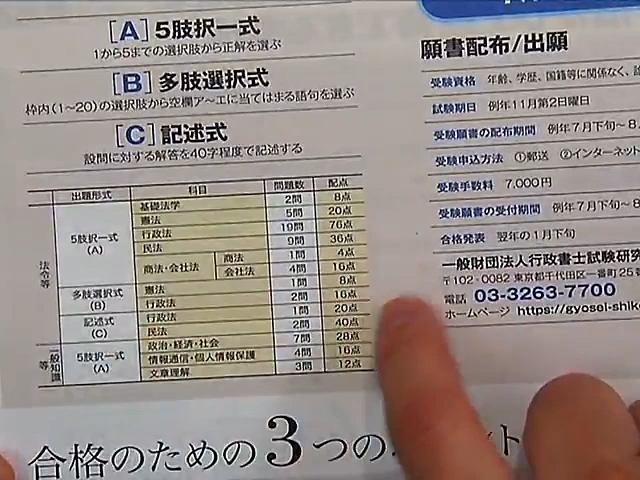 [A] 5肢択一式
1から5までの選択肢から正解を選ぶ
[B] 多肢選択式
枠内(1~20)の選択肢から空欄ア~エに当てはまる語句を選ぶ
[C] 記述式
設問に対する解答を40字程度で記述する
出題形式 科目 問題数 配点
法令等 5肢択一式(A) 基礎法学 2問 8点
憲法 5問 20点
行政法 19問 76点
民法 9問 36点
商法・会社法 商法 1問 4点
会社法 4問 16点
多肢選択式(B) 憲法 1問 8点
行政法 2問 16点
記述式(C) 行政法 1問 20点
民法 2問 40点
一般知識等 5肢択一式(A) 政治・経済・社会 7問 28点
情報通信・個人情報保護 4問 16点
文章理解 3問 12点
願書配布/出願
受験資格 年齢、学歴、国籍等に関係なく、
試験期日 例年11月第2日曜日
受験願書の配布期間 例年7月下旬~8.
受験申込方法 ①郵送 ②インターネット
受験手数料 7,000円
受験願書の受付期間 例年7月下旬~8
合格発表 翌年の1月下旬
一般財団法人行政書士試験研究
〒102-0082 東京都千代田区一番町25
電話 03-3263-7700
ホームページ https://gyosei-shike
合格のための3つの
ト